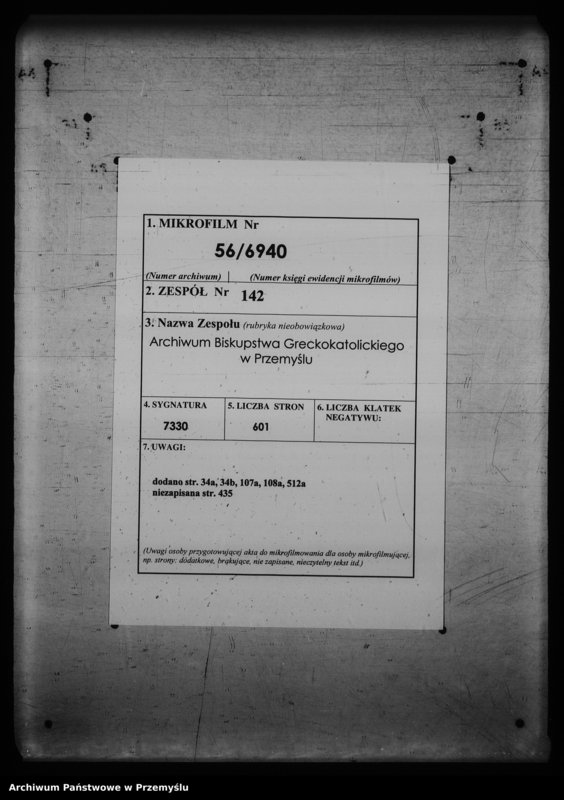 1. MIKROFILM Nr
56/6940
(Numer archiwum) (Numer księgi ewidencji mikrofilmów)
2. ZESPÓŁ Nr 142
3. Nazwa Zespołu (rubryka nieobowiązkowa)
Archiwum Biskupstwa Greckokatolickiego
w Przemyślu
4. SYGNATURA
7330
5. LICZBA STRON
601
6. LICZBA KLATEK
NEGATYWU:
7. UWAGI:
dodano str. 34a, 34b, 107a, 108a, 512a
niezapisana str. 435
(Uwagi osoby przygotowującej akta do mikrofilmowania dla osoby mikrofilmującej,
np. strony: dodatkowe, brakujące, nie zapisane, nieczytelny tekst itd.)
Archiwum Państwowe w Przemyślu